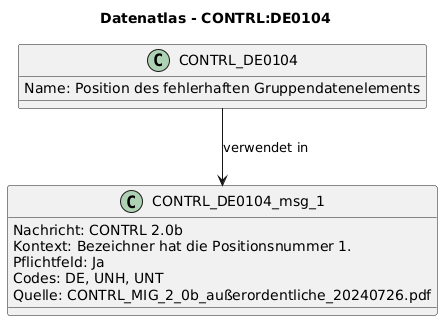 Datenatlas - CONTRL:DE0104
C CONTRL_DE0104
Name: Position des fehlerhaften Gruppendatenelements
verwendet in
C CONTRL_DE0104_msg_1
Nachricht: CONTRL 2.0b
Kontext: Bezeichner hat die Positionsnummer 1.
Pflichtfeld: Ja
Codes: DE, UNH, UNT
Quelle: CONTRL_MIG_2_0b_außerordentliche_20240726.pdf